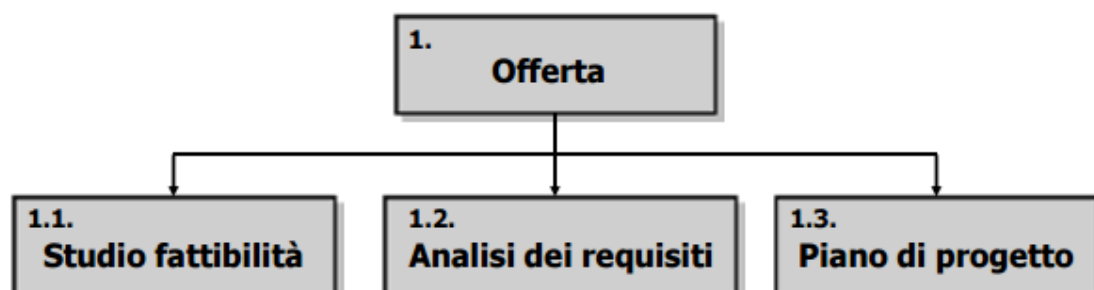 1.
Offerta
1.1.
Studio fattibilità
1.2.
Analisi dei requisiti
1.3.
Piano di progetto